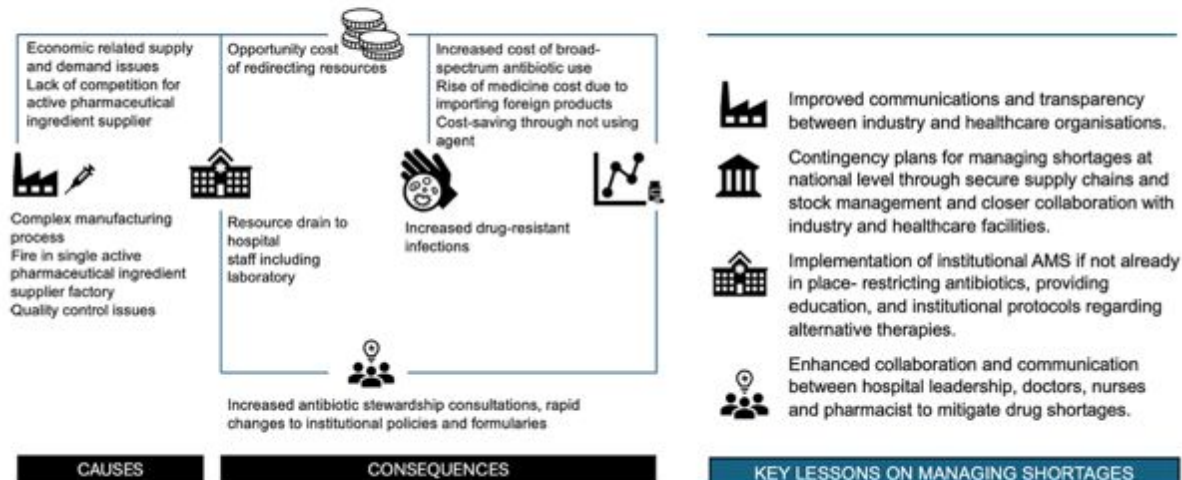 Economic related supply
and demand issues
Lack of competition for
active pharmaceutical
ingredient supplier
Complex manufacturing
process
Fire in single active
pharmaceutical ingredient
supplier factory
Quality control issues
CAUSES
Opportunity cost
of redirecting resources
Resource drain to
hospital
staff including
laboratory
Increased cost of broad-
spectrum antibiotic use
Rise of medicine cost due to
importing foreign products
Cost-saving through not using
agent
Increased drug-resistant
infections
Increased antibiotic stewardship consultations, rapid
changes to institutional policies and formularies
CONSEQUENCES
Improved communications and transparency
between industry and healthcare organisations.
Contingency plans for managing shortages at
national level through secure supply chains and
stock management and closer collaboration with
industry and healthcare facilities.
Implementation of institutional AMS if not already
in place- restricting antibiotics, providing
education, and institutional protocols regarding
alternative therapies.
Enhanced collaboration and communication
between hospital leadership, doctors, nurses
and pharmacist to mitigate drug shortages.
KEY LESSONS ON MANAGING SHORTAGES